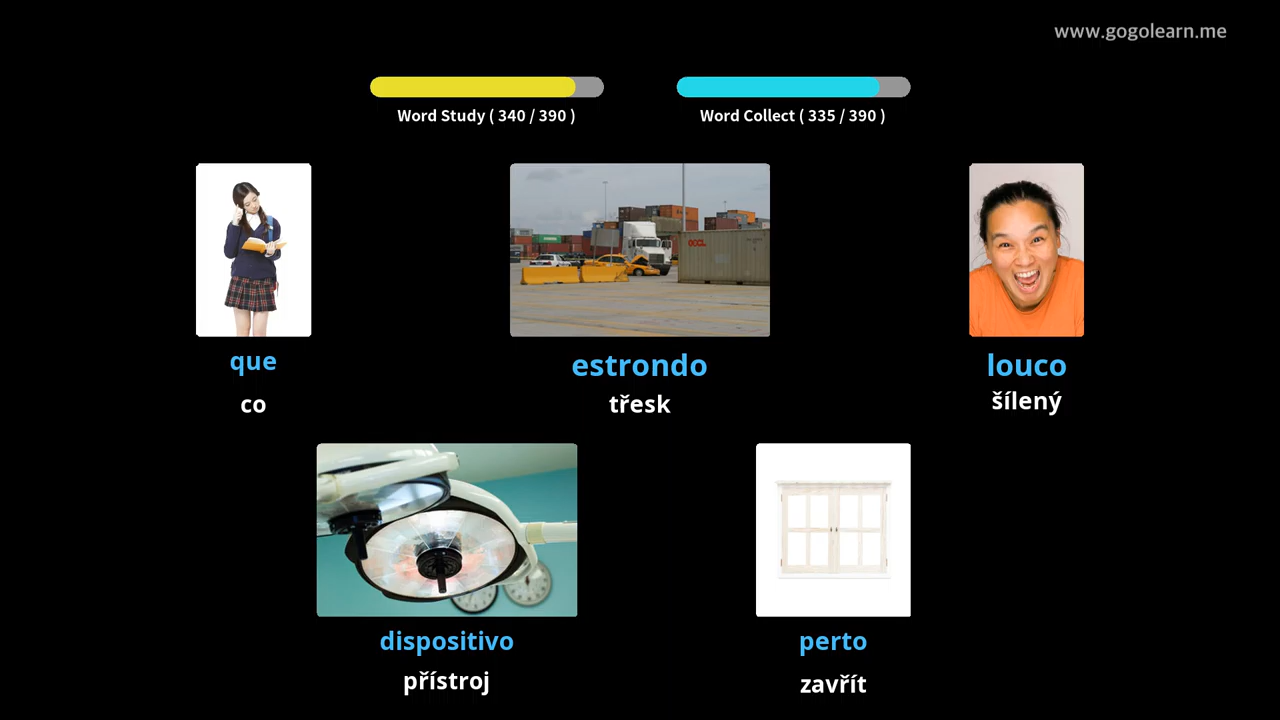 www.gogolearn.me
Word Study ( 340 / 390 )
Word Collect ( 335 / 390 )
OOCL
que
estrondo
louco
co
třesk
šílený
dispositivo
perto
přístroj
zavřít